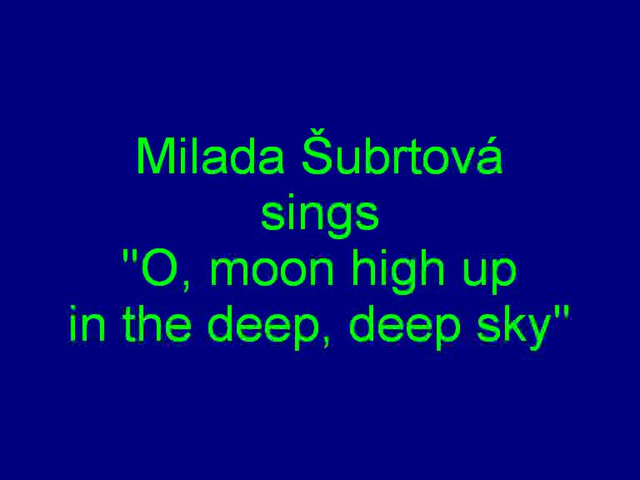 Milada Šubrtová
sings
"O, moon high up
in the deep, deep sky"